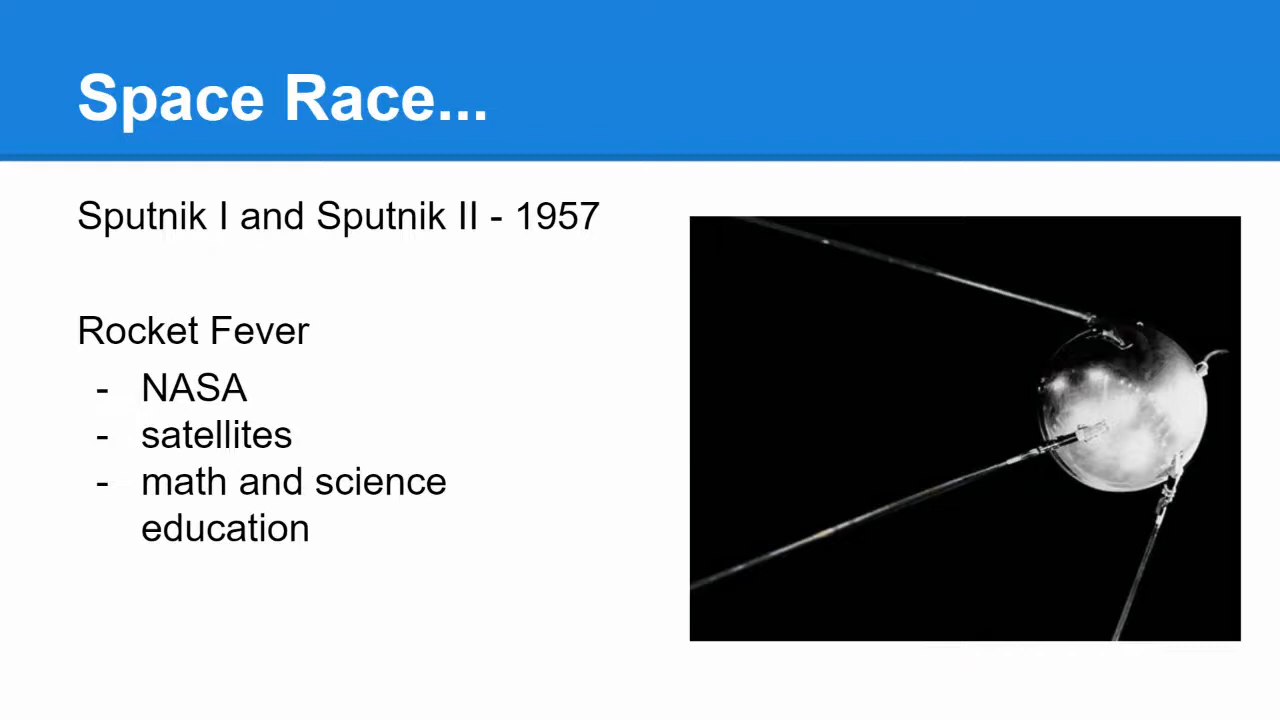 Space Race...
Sputnik I and Sputnik II - 1957
Rocket Fever
- NASA
- satellites
- math and science
education